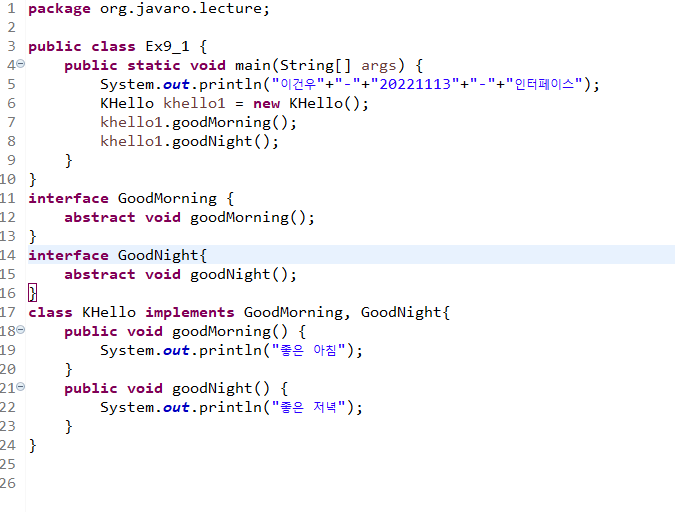 1 package org.javaro.lecture;
2
3 public class Ex9_1 {
4     public static void main(String[] args) {
5         System.out.println("이건우"+"-"+"20221113"+"-"+"인터페이스");
6         KHello khello1 = new KHello();
7         khello1.goodMorning();
8         khello1.goodNight();
9     }
10 }
11 interface GoodMorning {
12     abstract void goodMorning();
13 }
14 interface GoodNight{
15     abstract void goodNight();
16 }
17 class KHello implements GoodMorning, GoodNight{
18     public void goodMorning() {
19         System.out.println("좋은 아침");
20     }
21     public void goodNight() {
22         System.out.println("좋은 저녁");
23     }
24 }
25
26